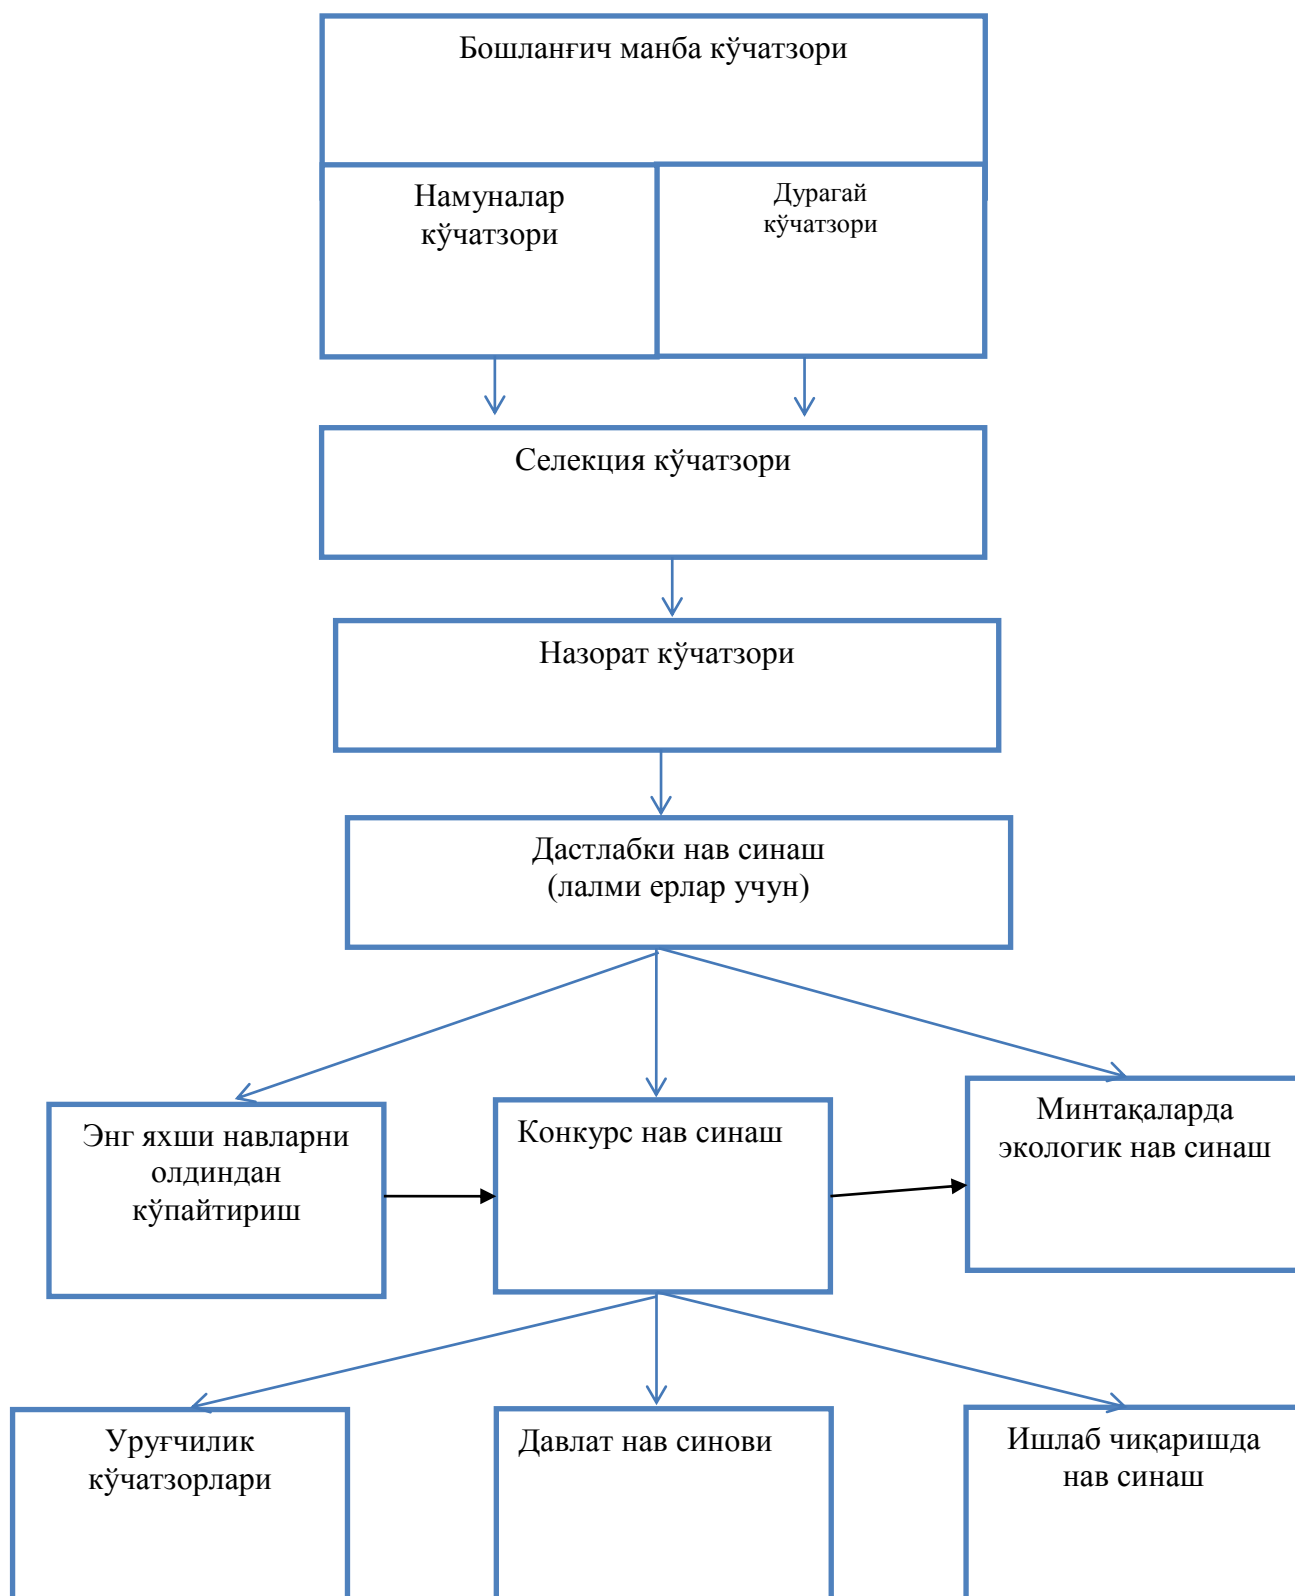 Бошланғич манба кўчатзори
Намуналар
кўчатзори
Дурагай
кўчатзори
Селекция кўчатзори
Назорат кўчатзори
Дастлабки нав синаш
(лалми ерлар учун)
Энг яхши навларни
олдиндан
кўпайтириш
Конкурс нав синаш
Минтақаларда
экологик нав синаш
Уруғчилик
кўчатзорлари
Давлат нав синови
Ишлаб чиқаришда
нав синаш